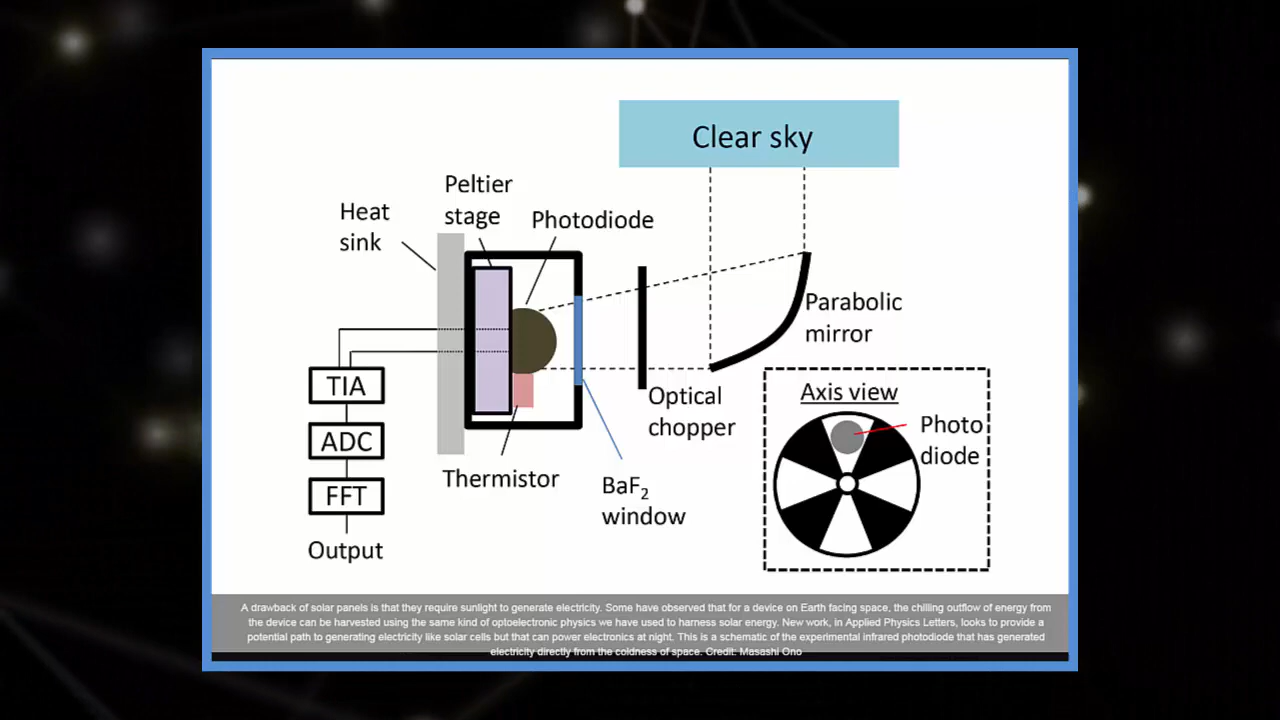 Clear sky
Peltier
stage
Heat
sink
Photodiode
Parabolic
mirror
TIA
ADC
FFT
Output
Thermistor
BaF₂
window
Optical
chopper
Axis view
Photo
diode
A drawback of solar panels is that they require sunlight to generate electricity. Some have observed that for a device on Earth facing space, the chilling outflow of energy from
the device can be harvested using the same kind of optoelectronic physics we have used to harness solar energy. New work, in Applied Physics Letters, looks to provide a
potential path to generating electricity like solar cells but that can power electronics at night. This is a schematic of the experimental infrared photodiode that has generated
electricity directly from the coldness of space. Credit: Masashi Ono